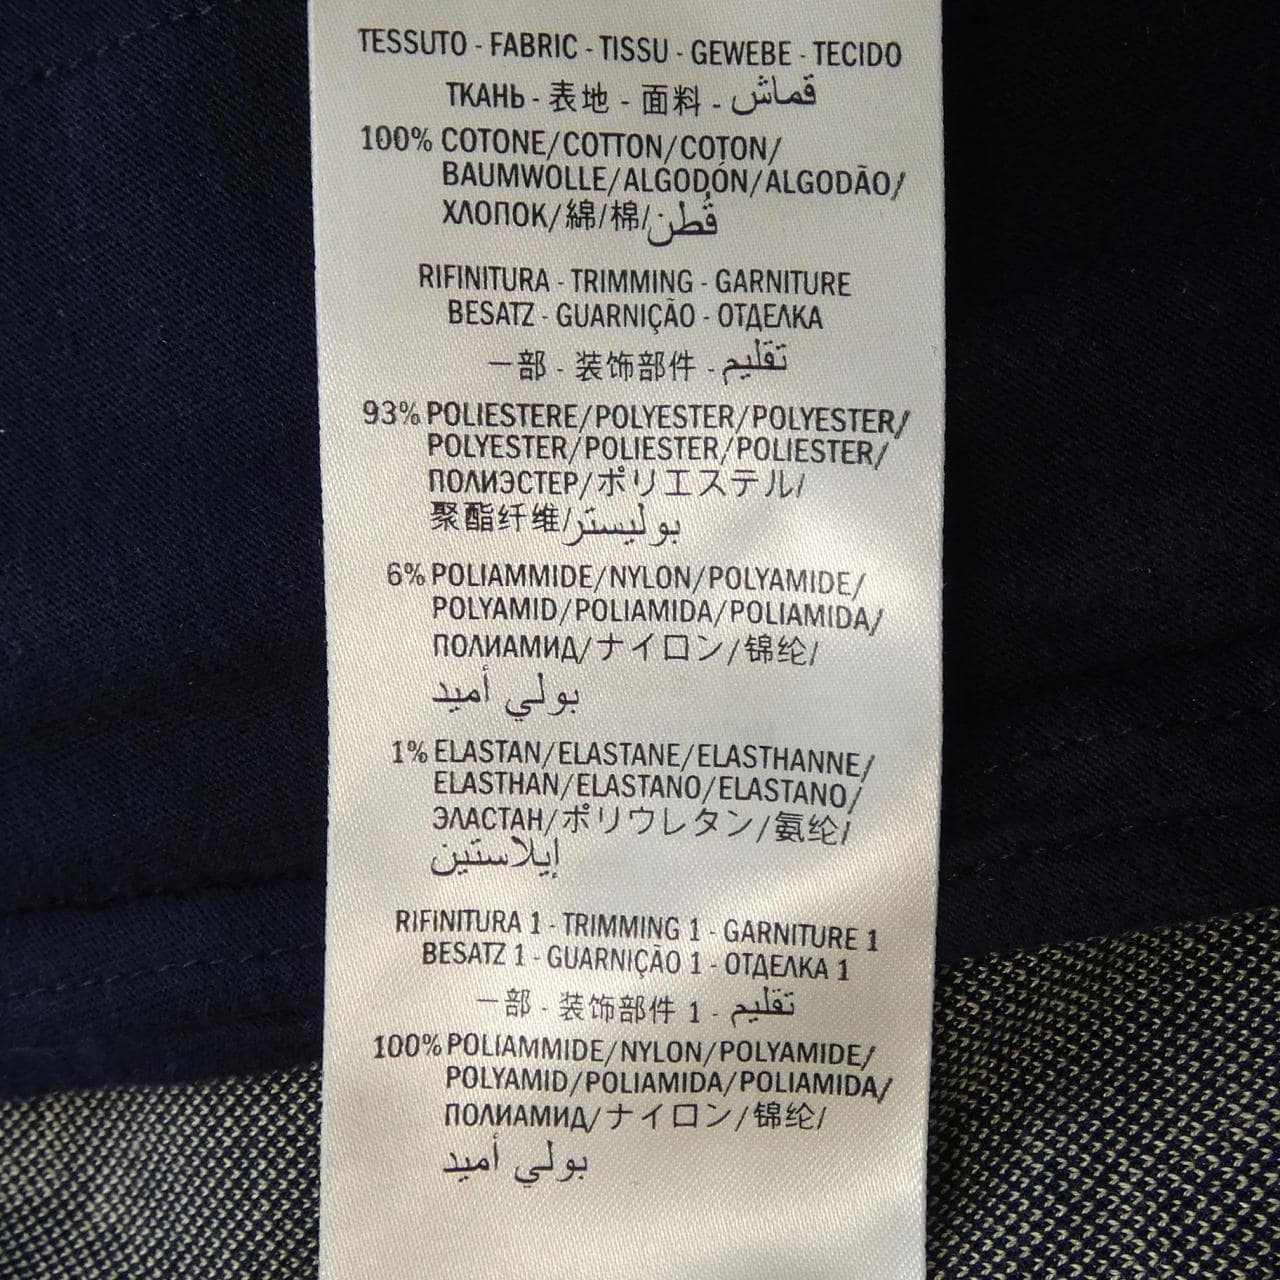 TESSUTO - FABRIC - TISSU - GEWEBE - TECIDO
ТКАНЬ - 表地 - 面料 - قماش
100% COTONE/COTTON/COTON/
BAUMWOLLE/ALGODÓN/ALGODÃO/
ХЛОПОК/綿/棉/قُطن
RIFINITURA - TRIMMING - GARNITURE
BESATZ - GUARNIÇÃO - ОТДЕЛКА
一部 - 装饰部件 - تقليم
93% POLIESTERE/POLYESTER/POLYESTER/
POLYESTER/POLIESTER/POLIESTER/
ПОЛИЭСТЕР/ポリエステル/
聚酯纤维/بوليستر
6% POLIAMMIDE/NYLON/POLYAMIDE/
POLYAMID/POLIAMIDA/POLIAMIDA/
ПОЛИАМИД/ナイロン/锦纶/
بولي أميد
1% ELASTAN/ELASTANE/ELASTHANNE/
ELASTHAN/ELASTANO/ELASTANO/
ЭЛАСТАН/ポリウレタン/氨纶/
إيلاستين
RIFINITURA 1 - TRIMMING 1 - GARNITURE 1
BESATZ 1 - GUARNIÇÃO 1 - ОТДЕЛКА 1
一部 - 装饰部件 1 - تقليم
100% POLIAMMIDE/NYLON/POLYAMIDE/
POLYAMID/POLIAMIDA/POLIAMIDA/
ПОЛИАМИД/ナイロン/锦纶/
بولي أميد